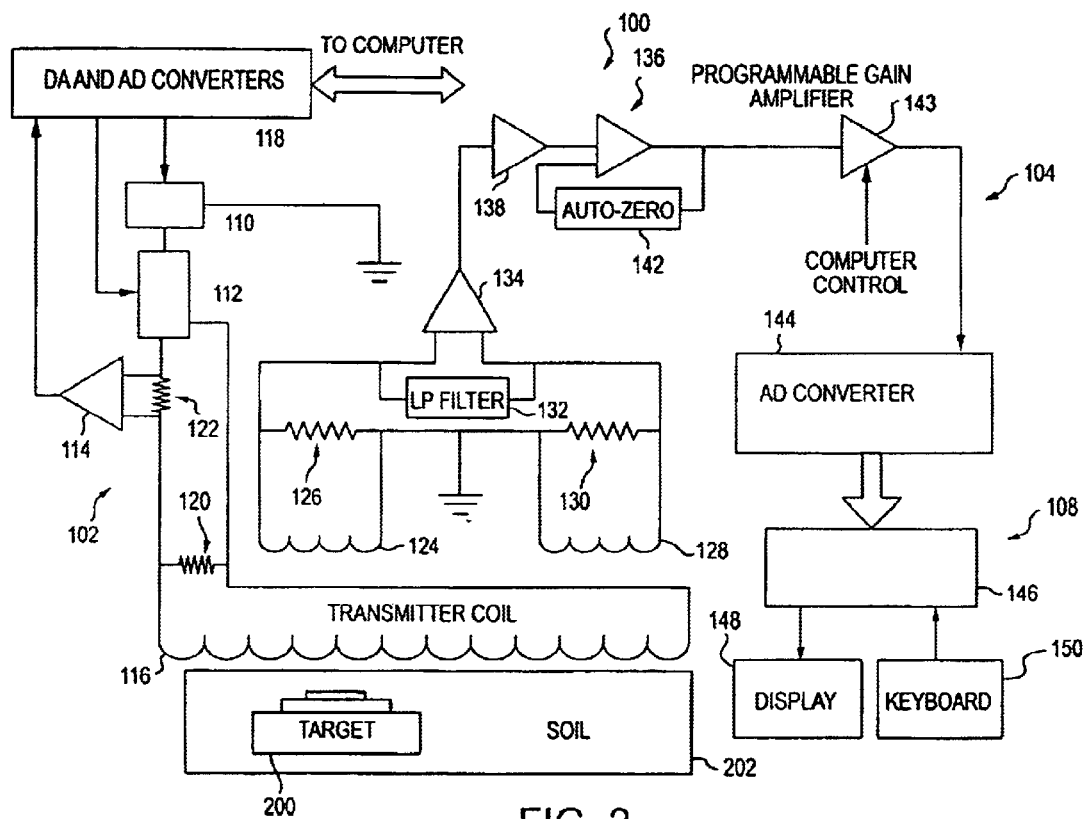 100
TO COMPUTER
136
DA AND AD CONVERTERS
PROGRAMMABLE GAIN
AMPLIFIER
143
118
138
104
110
AUTO-ZERO
142
134
COMPUTER
CONTROL
112
144
LP FILTER
132
AD CONVERTER
122
114
126
130
120
102
124
128
108
TRANSMITTER COIL
146
148
116
150
DISPLAY
KEYBOARD
TARGET
SOIL
202
200